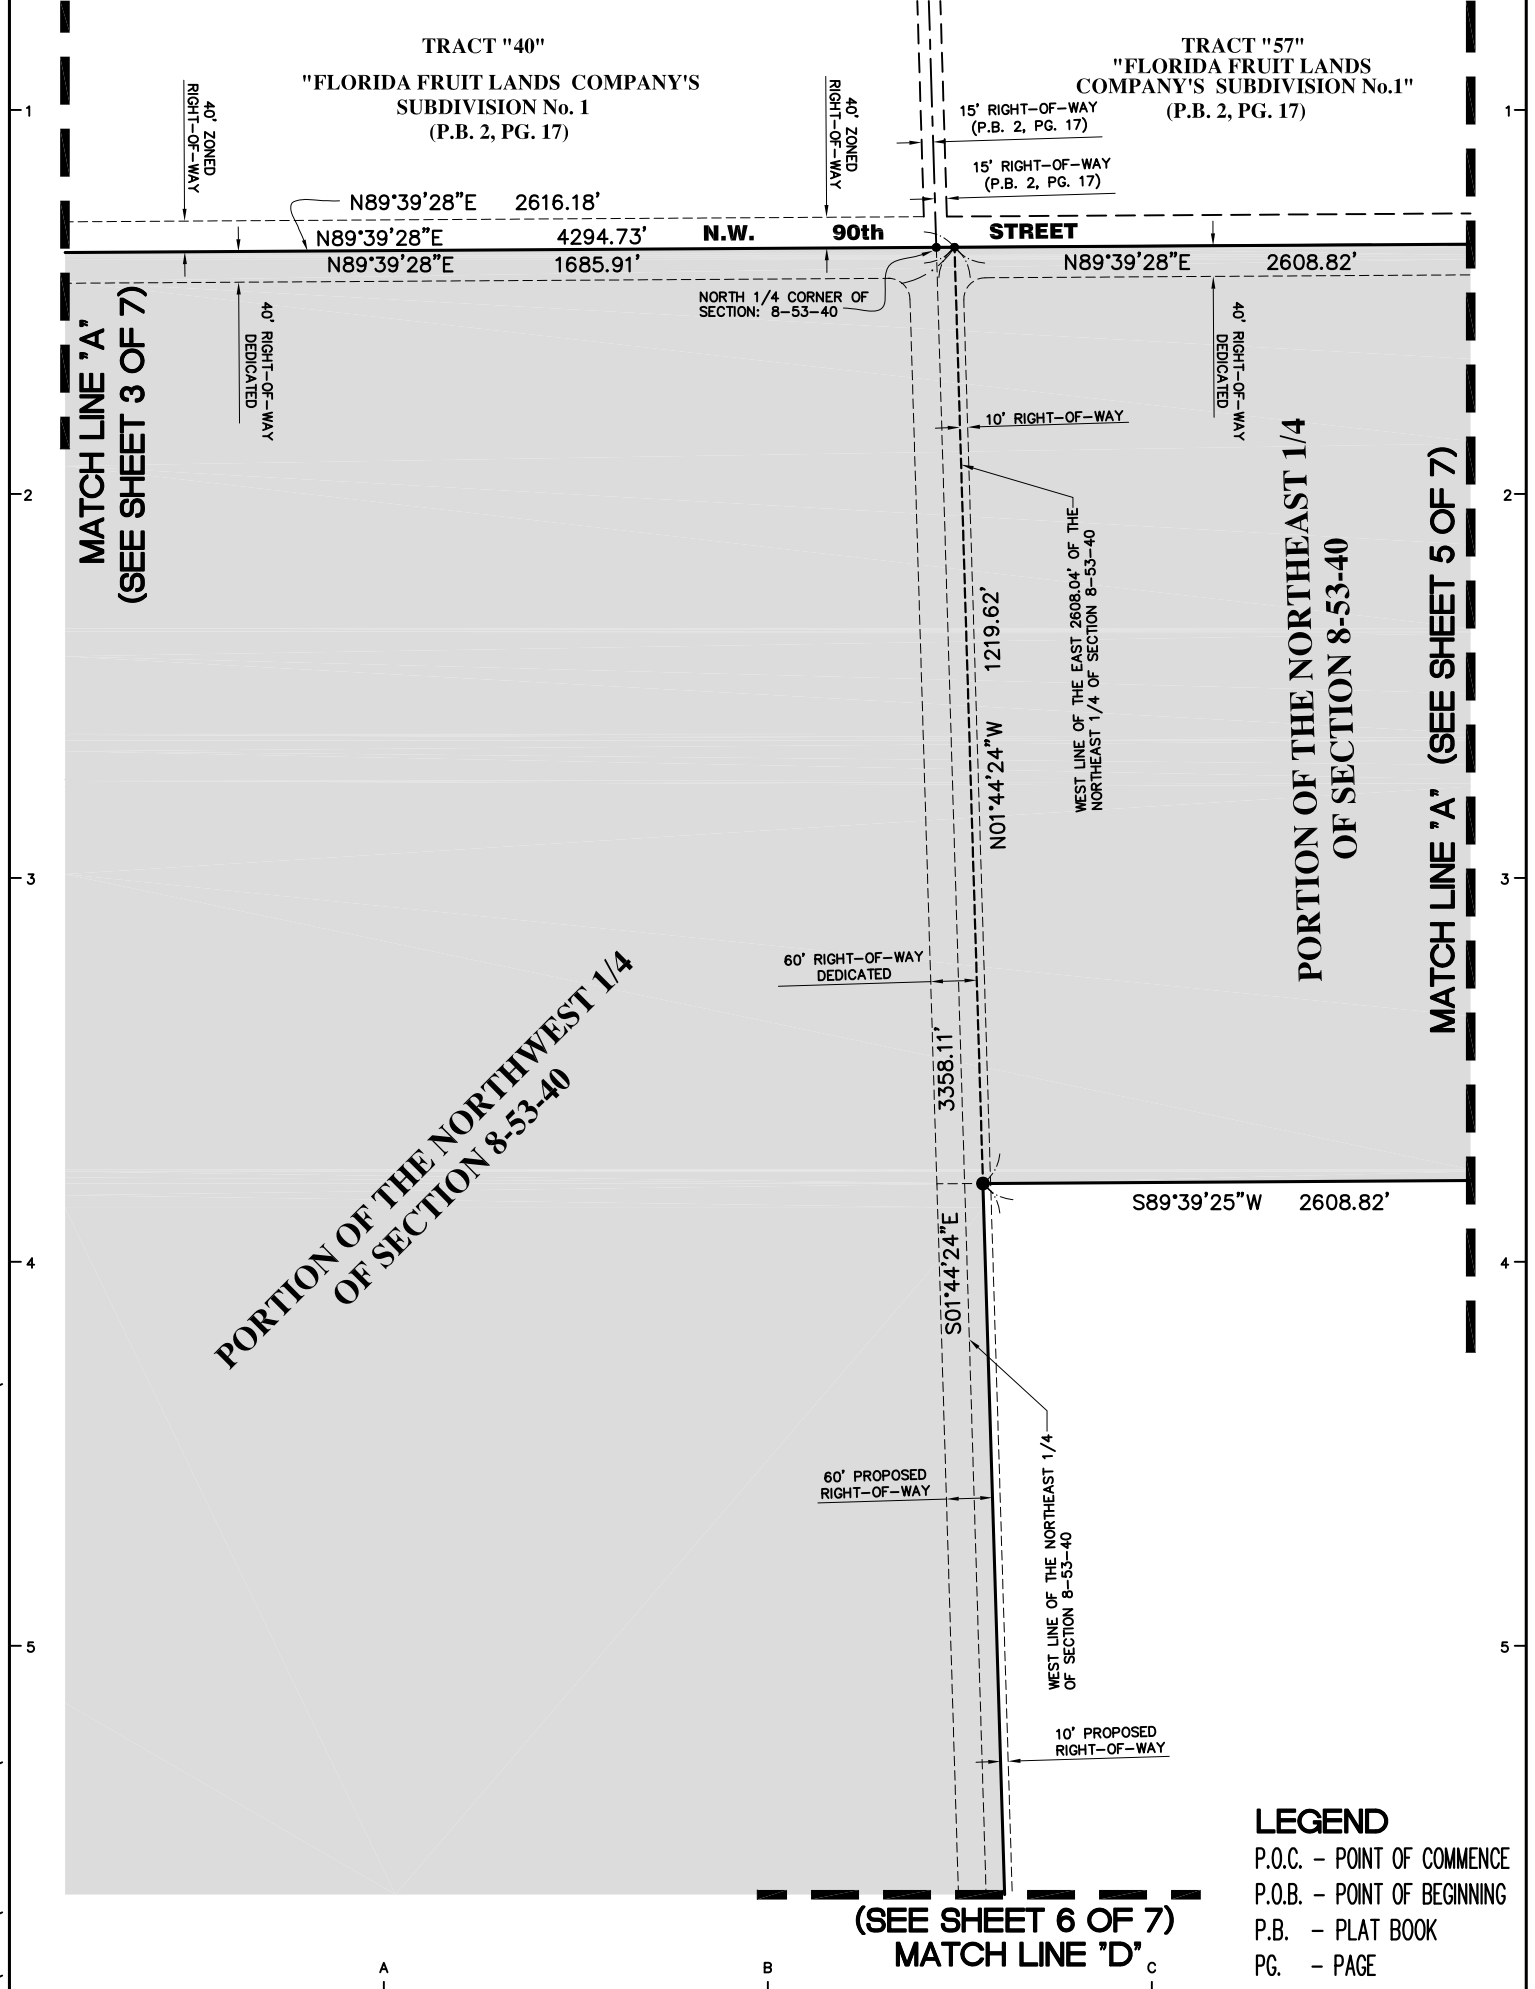 TRACT "40"
"FLORIDA FRUIT LANDS COMPANY'S
SUBDIVISION No. 1
(P.B. 2, PG. 17)
TRACT "57"
"FLORIDA FRUIT LANDS
COMPANY'S SUBDIVISION No.1"
(P.B. 2, PG. 17)
40' ZONED
RIGHT-OF-WAY
40' ZONED
RIGHT-OF-WAY
15' RIGHT-OF-WAY
(P.B. 2, PG. 17)
15' RIGHT-OF-WAY
(P.B. 2, PG. 17)
1
1
N89°39'28"E 2616.18'
N89°39'28"E 4294.73' N.W. 90th STREET
N89°39'28"E 1685.91'
N89°39'28"E 2608.82'
NORTH 1/4 CORNER OF
SECTION: 8-53-40
40' RIGHT-OF-WAY
DEDICATED
40' RIGHT-OF-WAY
DEDICATED
MATCH LINE "A"
(SEE SHEET 3 OF 7)
10' RIGHT-OF-WAY
2
2
WEST LINE OF THE EAST 2608.04' OF THE
NORTHEAST 1/4 OF SECTION 8-53-40
N01°44'24"W 1219.62'
PORTION OF THE NORTHEAST 1/4
OF SECTION 8-53-40
MATCH LINE "A" (SEE SHEET 5 OF 7)
3
3
60' RIGHT-OF-WAY
DEDICATED
PORTION OF THE NORTHWEST 1/4
OF SECTION 8-53-40
S01°44'24"E 3358.11'
S89°39'25"W 2608.82'
4
4
60' PROPOSED
RIGHT-OF-WAY
WEST LINE OF THE NORTHEAST 1/4
OF SECTION 8-53-40
5
5
10' PROPOSED
RIGHT-OF-WAY
LEGEND
P.O.C. - POINT OF COMMENCE
P.O.B. - POINT OF BEGINNING
P.B. - PLAT BOOK
PG. - PAGE
(SEE SHEET 6 OF 7)
MATCH LINE "D"
A
B
C